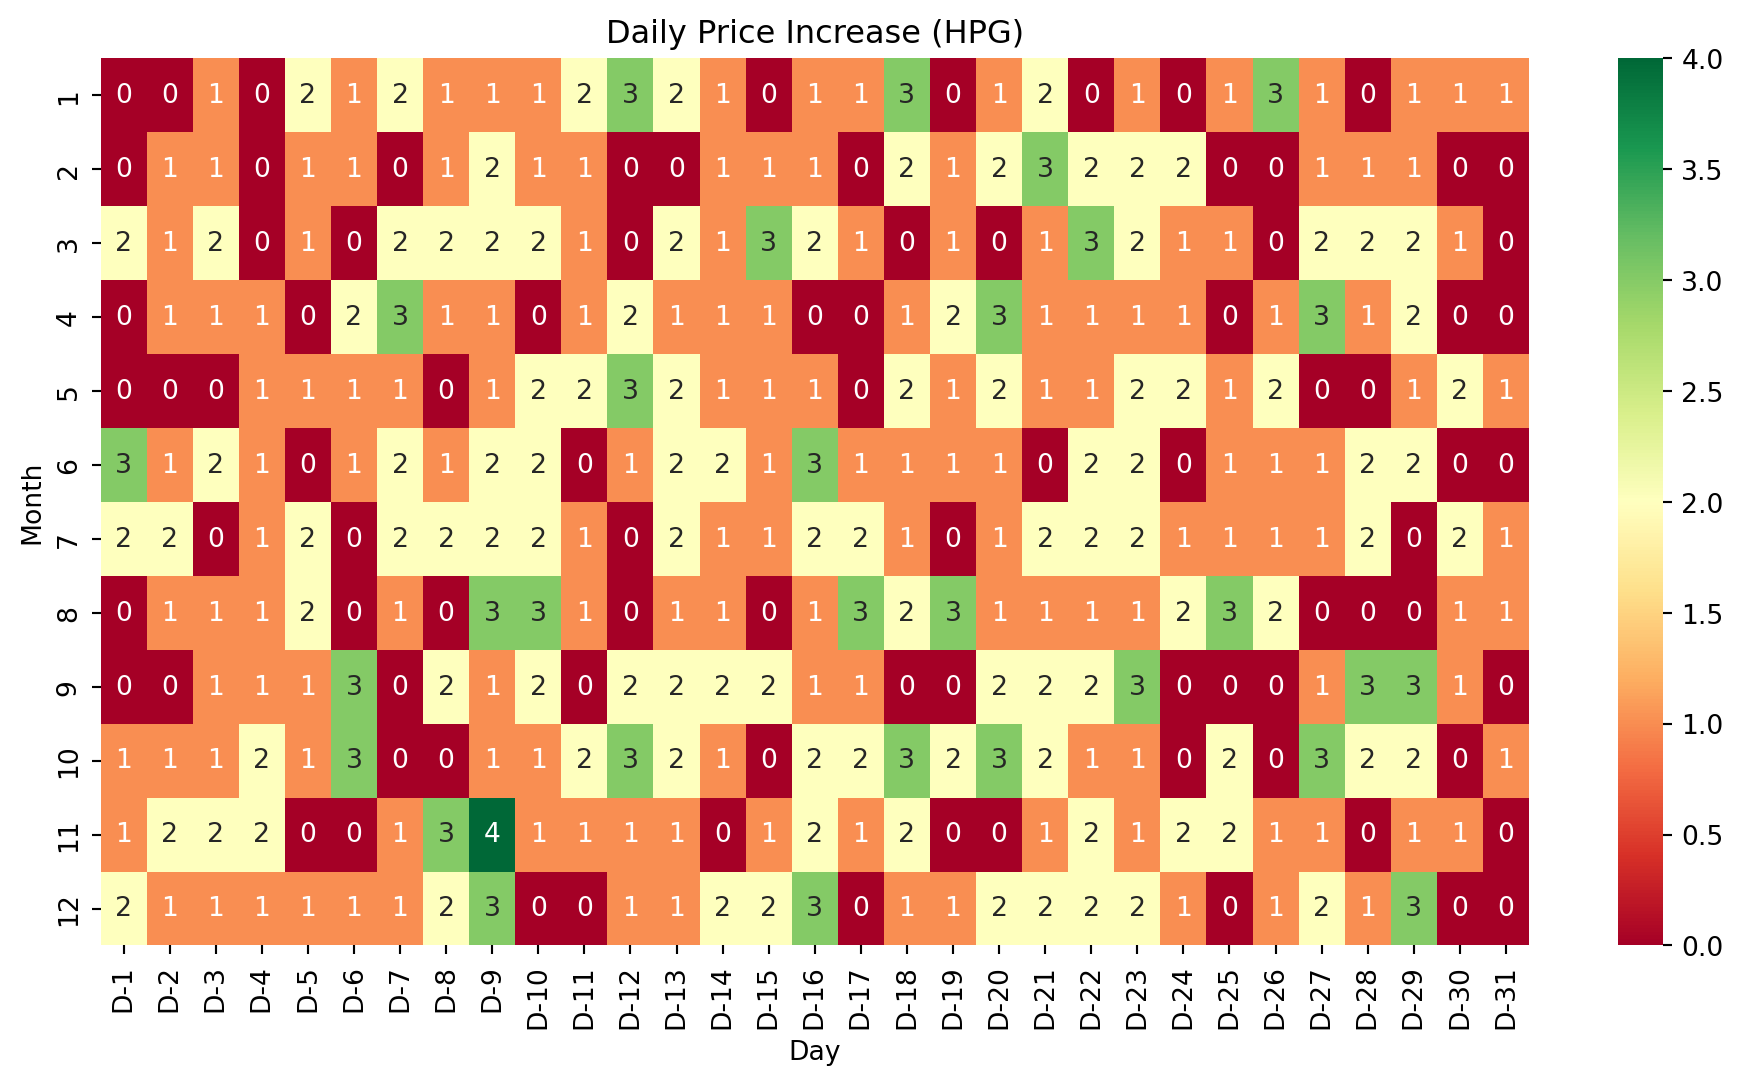 Daily Price Increase (HPG)
1 0 0 1 0 2 1 2 1 1 1 2 3 2 1 0 1 1 3 0 1 2 0 1 0 1 3 1 0 1 1 1
2 0 1 1 0 1 1 0 1 2 1 1 0 0 1 1 1 0 2 1 2 3 2 2 2 0 0 1 1 1 0 0
3 2 1 2 0 1 0 2 2 2 2 1 0 2 1 3 2 1 0 1 0 1 3 2 1 1 0 2 2 2 1 0
4 0 1 1 1 0 2 3 1 1 0 1 2 1 1 1 0 0 1 2 3 1 1 1 1 0 1 3 1 2 0 0
5 0 0 0 1 1 1 1 0 1 2 2 3 2 1 1 1 0 2 1 2 1 1 2 2 1 2 0 0 1 2 1
6 3 1 2 1 0 1 2 1 2 2 0 1 2 2 1 3 1 1 1 1 0 2 2 0 1 1 1 2 2 0 0
7 2 2 0 1 2 0 2 2 2 2 1 0 2 1 1 2 2 1 0 1 2 2 2 1 1 1 1 2 0 2 1
8 0 1 1 1 2 0 1 0 3 3 1 0 1 1 0 1 3 2 3 1 1 1 1 2 3 2 0 0 0 1 1
9 0 0 1 1 1 3 0 2 1 2 0 2 2 2 2 1 1 0 0 2 2 2 3 0 0 0 1 3 3 1 0
10 1 1 1 2 1 3 0 0 1 1 2 3 2 1 0 2 2 3 2 3 2 1 1 0 2 0 3 2 2 0 1
11 1 2 2 2 0 0 1 3 4 1 1 1 1 0 1 2 1 2 0 0 1 2 1 2 2 1 1 0 1 1 0
12 2 1 1 1 1 1 1 2 3 0 0 1 1 2 2 3 0 1 1 2 2 2 2 1 0 1 2 1 3 0 0
Month
D-1 D-2 D-3 D-4 D-5 D-6 D-7 D-8 D-9 D-10 D-11 D-12 D-13 D-14 D-15 D-16 D-17 D-18 D-19 D-20 D-21 D-22 D-23 D-24 D-25 D-26 D-27 D-28 D-29 D-30 D-31
Day
4.0
3.5
3.0
2.5
2.0
1.5
1.0
0.5
0.0